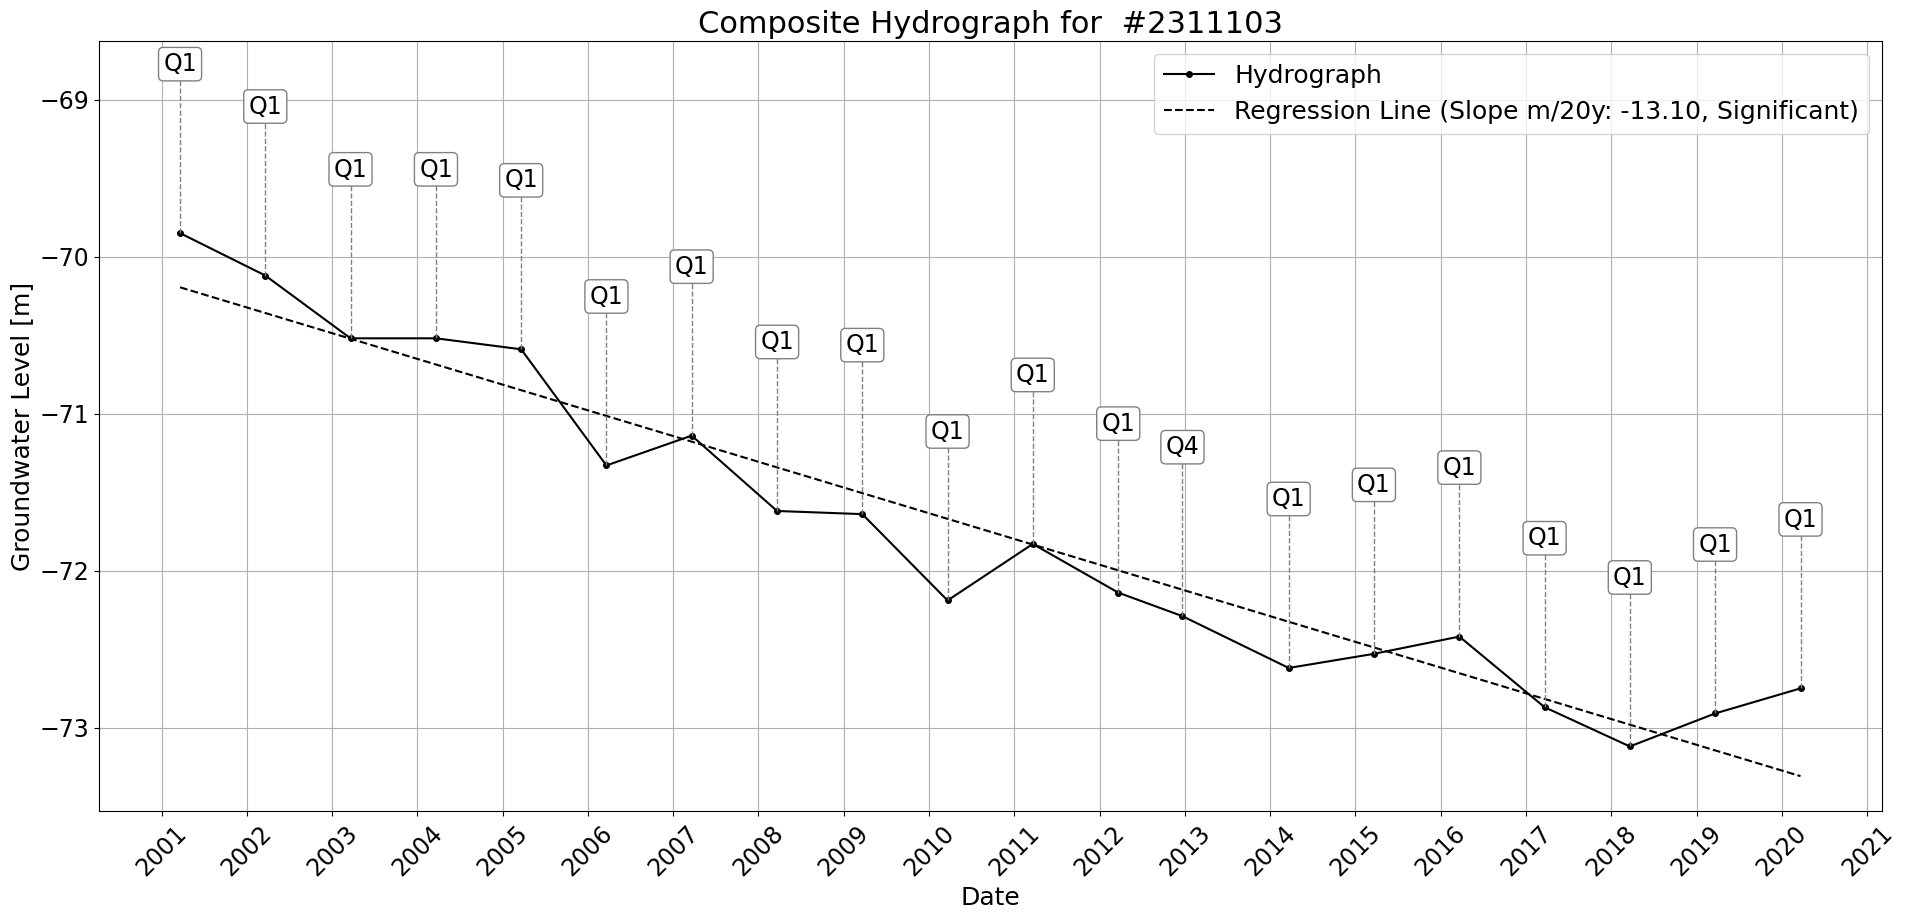 Composite Hydrograph for #2311103
Hydrograph
Regression Line (Slope m/20y: -13.10, Significant)
Groundwater Level [m]
−69
−70
−71
−72
−73
Q1
Q1
Q1
Q1
Q1
Q1
Q1
Q1
Q1
Q1
Q1
Q1
Q4
Q1
Q1
Q1
Q1
Q1
Q1
Q1
2001
2002
2003
2004
2005
2006
2007
2008
2009
2010
2011
2012
2013
2014
2015
2016
2017
2018
2019
2020
2021
Date